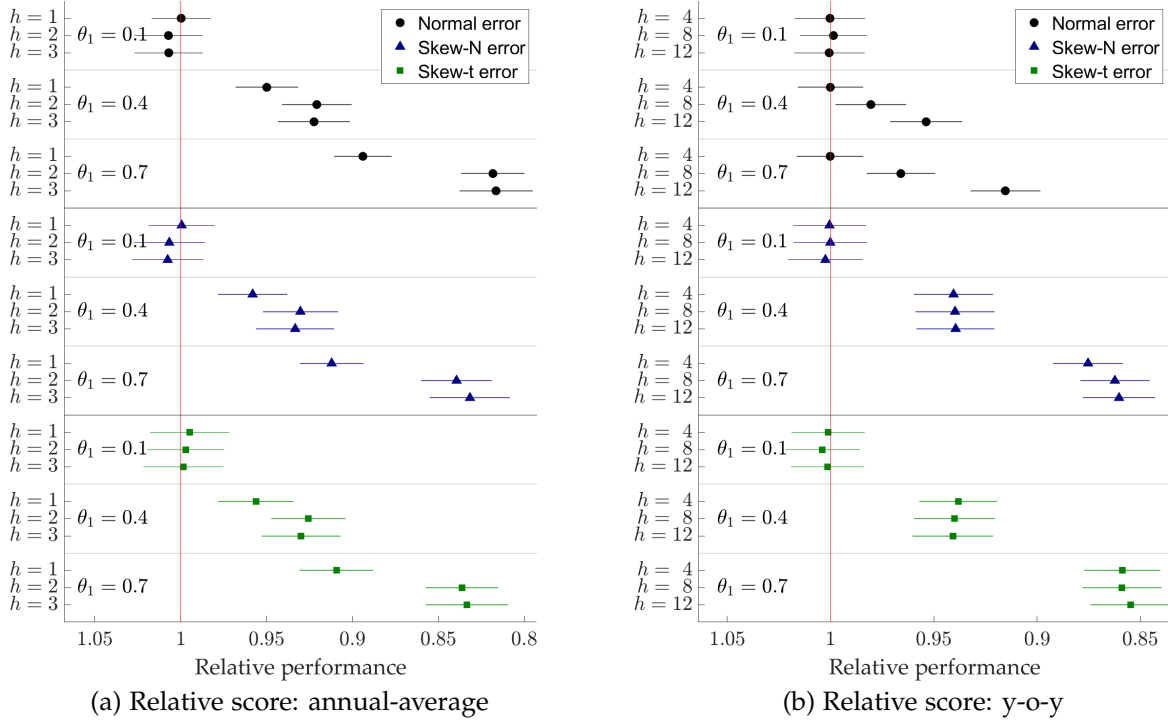 h = 1
h = 2
h = 3
θ₁ = 0.1
h = 1
h = 2
h = 3
θ₁ = 0.4
h = 1
h = 2
h = 3
θ₁ = 0.7
h = 1
h = 2
h = 3
θ₁ = 0.1
h = 1
h = 2
h = 3
θ₁ = 0.4
h = 1
h = 2
h = 3
θ₁ = 0.7
h = 1
h = 2
h = 3
θ₁ = 0.1
h = 1
h = 2
h = 3
θ₁ = 0.4
h = 1
h = 2
h = 3
θ₁ = 0.7
Normal error
Skew-N error
Skew-t error
1.05 1 0.95 0.9 0.85 0.8
Relative performance
(a) Relative score: annual-average
h = 4
h = 8
h = 12
θ₁ = 0.1
h = 4
h = 8
h = 12
θ₁ = 0.4
h = 4
h = 8
h = 12
θ₁ = 0.7
h = 4
h = 8
h = 12
θ₁ = 0.1
h = 4
h = 8
h = 12
θ₁ = 0.4
h = 4
h = 8
h = 12
θ₁ = 0.7
h = 4
h = 8
h = 12
θ₁ = 0.1
h = 4
h = 8
h = 12
θ₁ = 0.4
h = 4
h = 8
h = 12
θ₁ = 0.7
Normal error
Skew-N error
Skew-t error
1.05 1 0.95 0.9 0.85
Relative performance
(b) Relative score: y-o-y